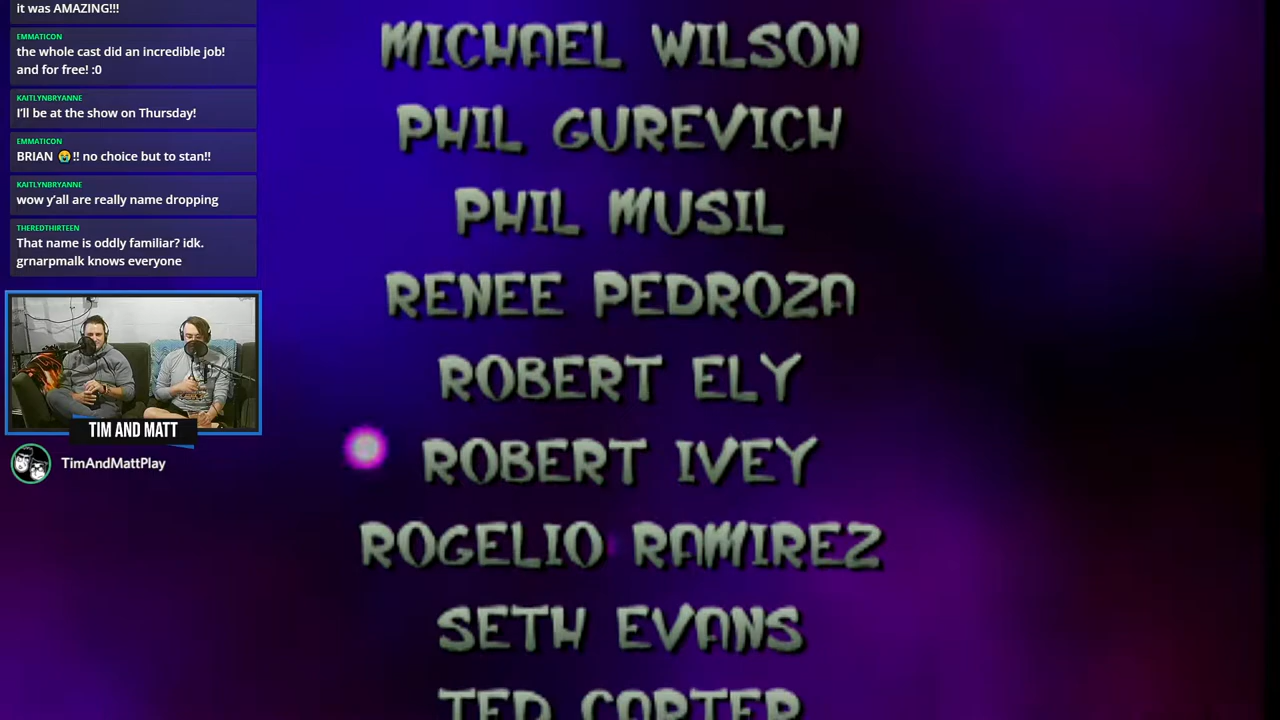 it was AMAZING!!!
EMMATICON
the whole cast did an incredible job!
and for free! :0
KAITLYNBRYANNE
I'll be at the show on Thursday!
EMMATICON
BRIAN 😭!! no choice but to stan!!
KAITLYNBRYANNE
wow y'all are really name dropping
THEREDTHIRTEEN
That name is oddly familiar? idk.
grnarpmalk knows everyone
TIM AND MATT
TimAndMattPlay
MICHAEL WILSON
PHIL GUREVICH
PHIL MUSIL
RENEE PEDROZA
ROBERT ELY
ROBERT IVEY
ROGELIO RAMIREZ
SETH EVANS
TED CARTER